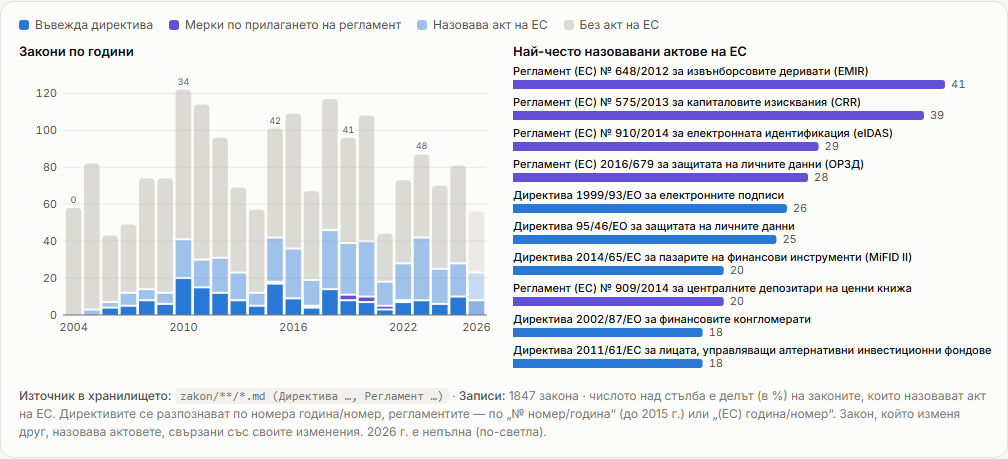 Въвежда директива
Мерки по прилагането на регламент
Назовава акт на ЕС
Без акт на ЕС
Закони по години
0
20
40
60
80
100
120
0
34
42
41
48
2004
2010
2016
2022
2026
Най-често назовавани актове на ЕС
Регламент (ЕС) № 648/2012 за извънборсовите деривати (EMIR)
41
Регламент (ЕС) № 575/2013 за капиталовите изисквания (CRR)
39
Регламент (ЕС) № 910/2014 за електронната идентификация (eIDAS)
29
Регламент (ЕС) 2016/679 за защитата на личните данни (ОРЗД)
28
Директива 1999/93/ЕО за електронните подписи
26
Директива 95/46/ЕО за защитата на личните данни
25
Директива 2014/65/ЕС за пазарите на финансови инструменти (MiFID II)
20
Регламент (ЕС) № 909/2014 за централните депозитари на ценни книжа
20
Директива 2002/87/ЕО за финансовите конгломерати
18
Директива 2011/61/ЕС за лицата, управляващи алтернативни инвестиционни фондове
18
Източник в хранилището: zakon/**/*.md (Директива …, Регламент …) · Записи: 1847 закона · числото над стълба е делът (в %) на законите, които назовават акт
на ЕС. Директивите се разпознават по номера година/номер, регламентите — по „№ номер/година“ (до 2015 г.) или „(ЕС) година/номер“. Закон, който изменя
друг, назовава актовете, свързани със своите изменения. 2026 г. е непълна (по-светла).